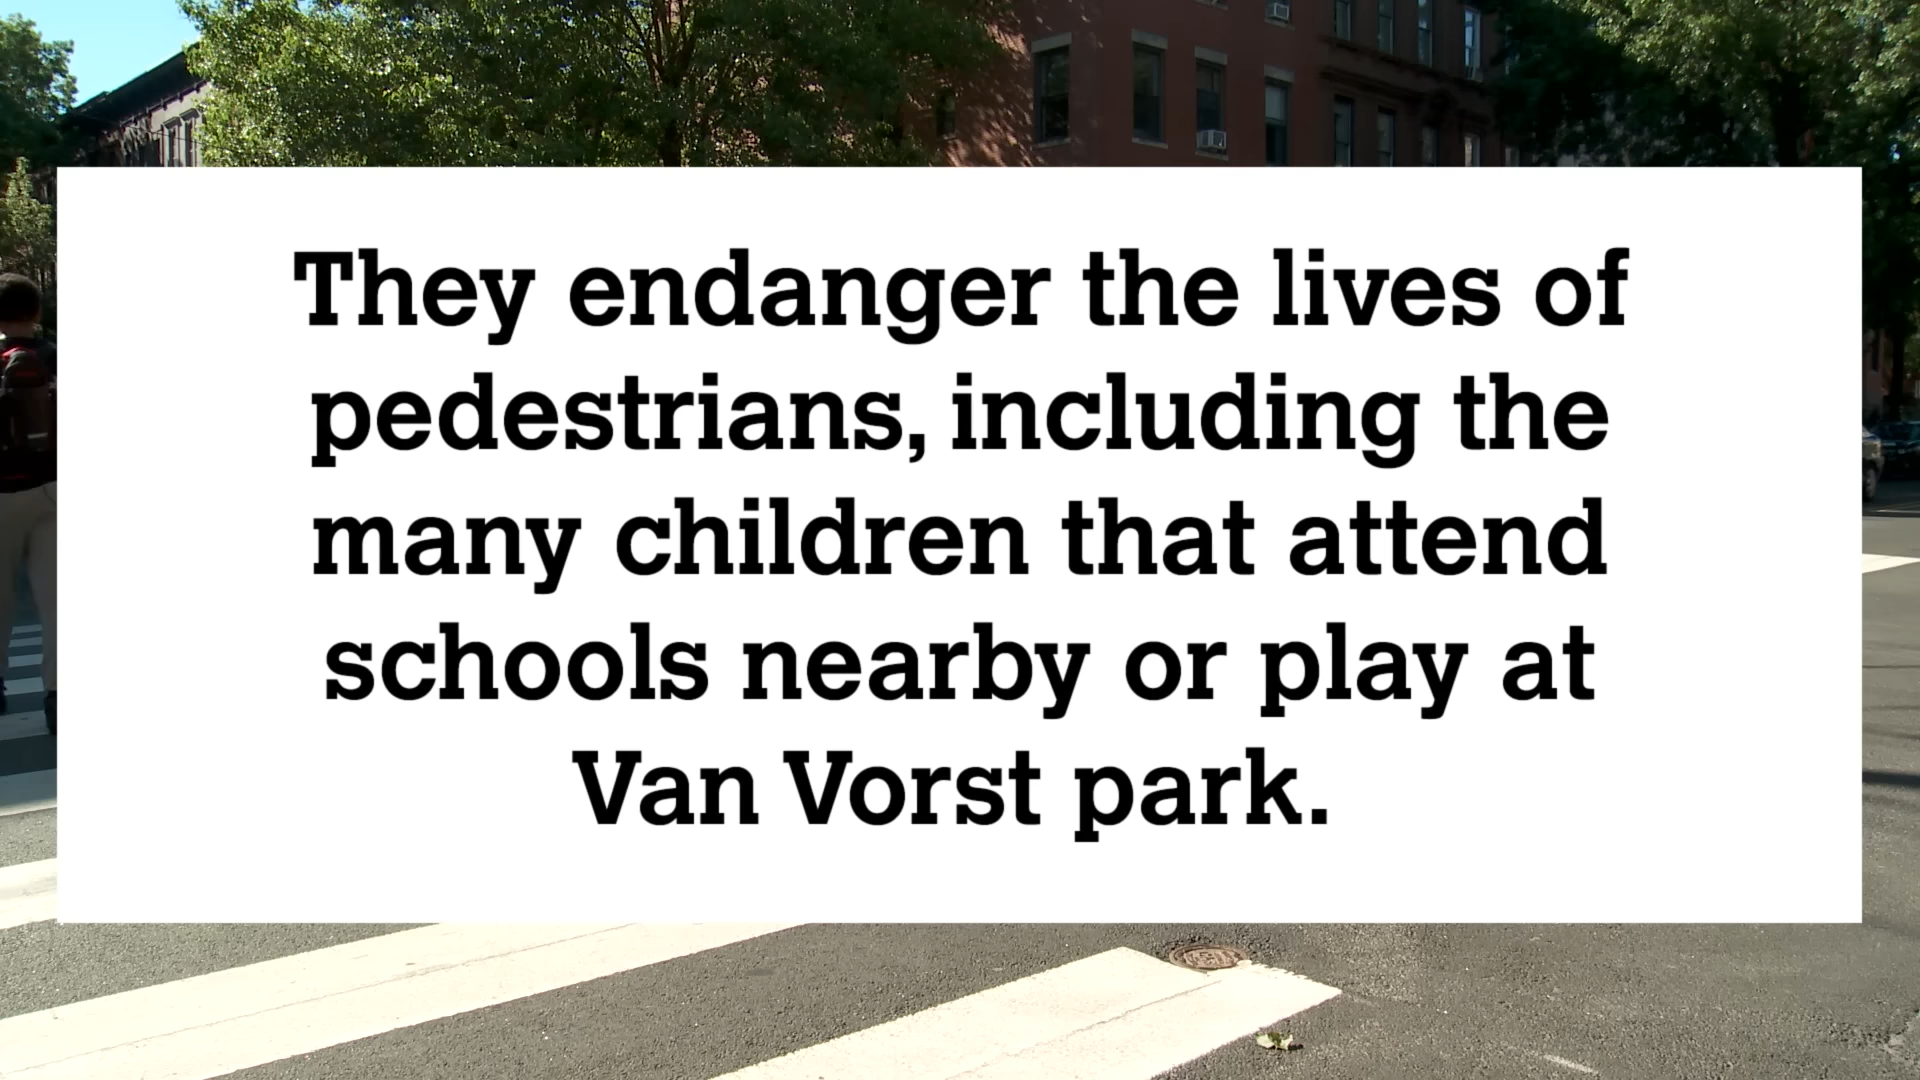 They endanger the lives of
pedestrians, including the
many children that attend
schools nearby or play at
Van Vorst park.